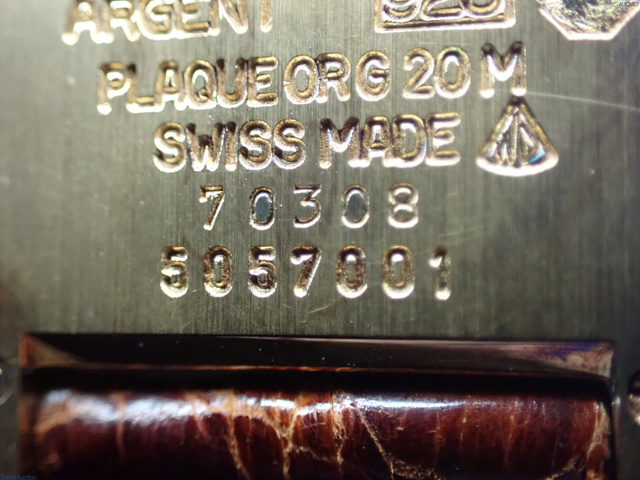 ARGENT 925
PLAQUE OR G 20 M
SWISS MADE
70308
5057001